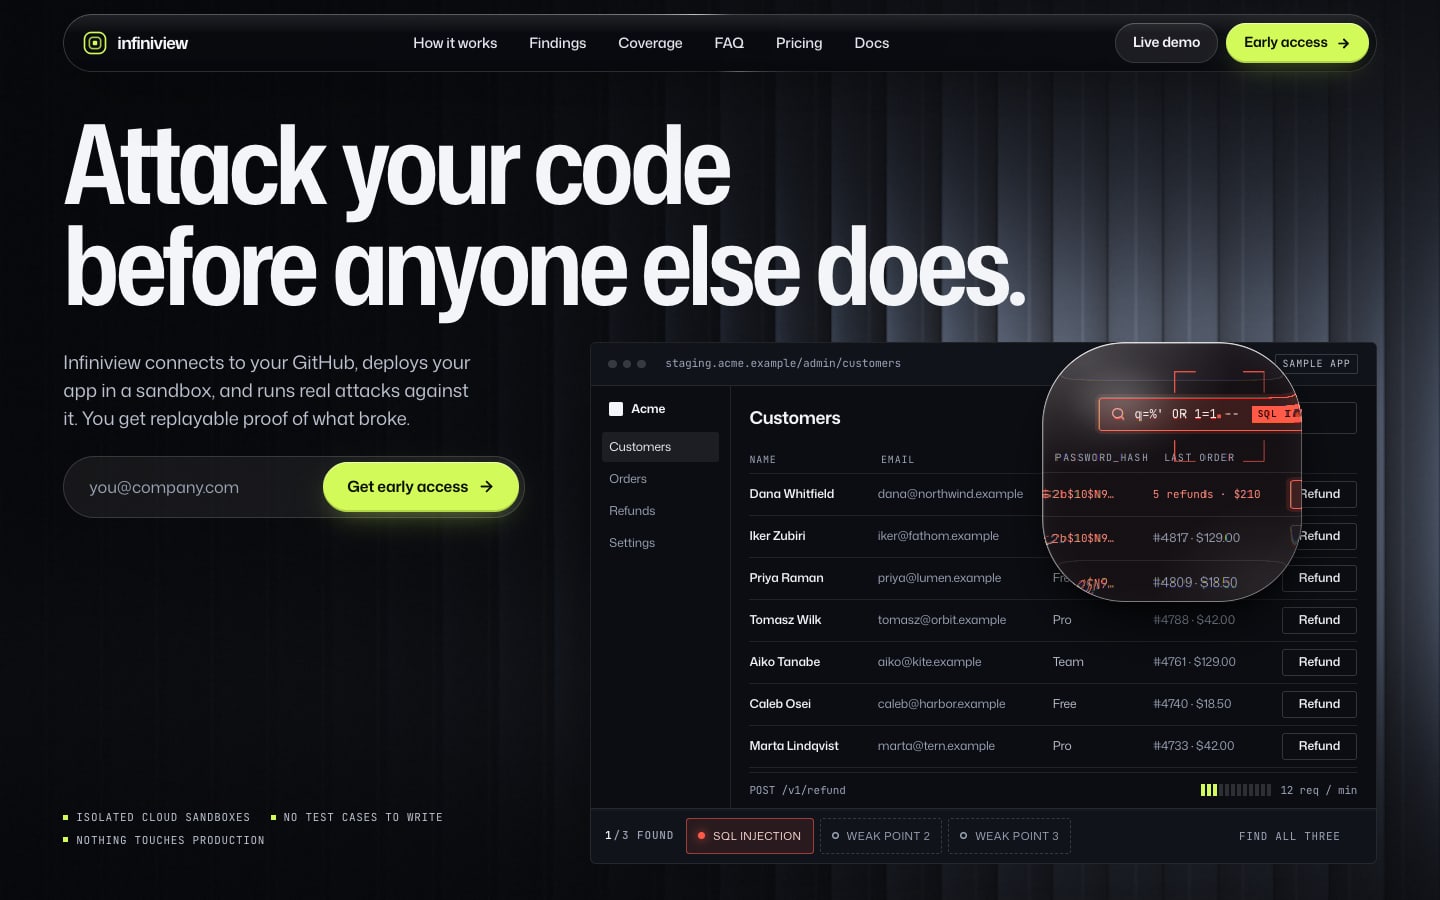 infiniview
How it works
Findings
Coverage
FAQ
Pricing
Docs
Live demo
Early access
Attack your code
before anyone else does.
Infiniview connects to your GitHub, deploys your
app in a sandbox, and runs real attacks against
it. You get replayable proof of what broke.
you@company.com
Get early access
ISOLATED CLOUD SANDBOXES
NO TEST CASES TO WRITE
NOTHING TOUCHES PRODUCTION
staging.acme.example/admin/customers
SAMPLE APP
Acme
Customers
Orders
Refunds
Settings
Customers
q=%' OR 1=1 --
SQL
NAME EMAIL PASSWORD_HASH LAST ORDER
Dana Whitfield dana@northwind.example $2b$10$N9… 5 refunds · $210 Refund
Iker Zubiri iker@fathom.example 2b$10$N9… #4817 · $129.00 Refund
Priya Raman priya@lumen.example $N9… #4809 · $18.50 Refund
Tomasz Wilk tomasz@orbit.example Pro #4788 · $42.00 Refund
Aiko Tanabe aiko@kite.example Team #4761 · $129.00 Refund
Caleb Osei caleb@harbor.example Free #4740 · $18.50 Refund
Marta Lindqvist marta@tern.example Pro #4733 · $42.00 Refund
POST /v1/refund
12 req / min
1/3 FOUND
SQL INJECTION
WEAK POINT 2
WEAK POINT 3
FIND ALL THREE